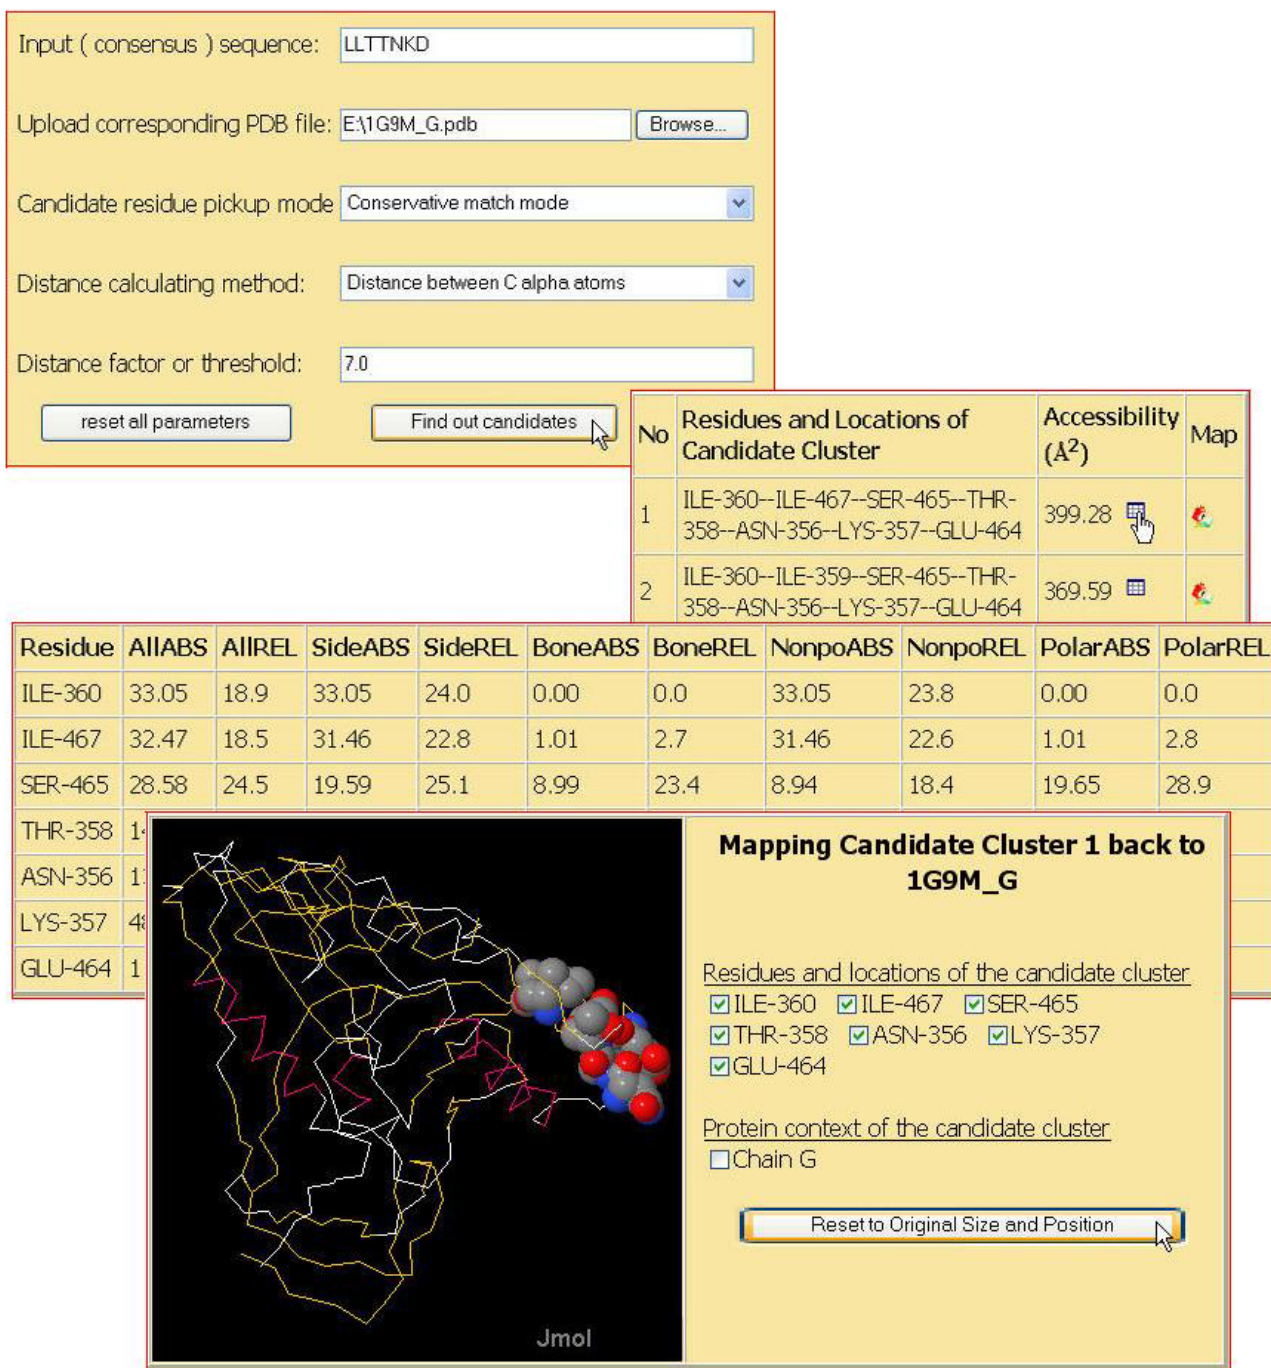 Input ( consensus ) sequence: LLTTNKD
Upload corresponding PDB file: E:\1G9M_G.pdb Browse...
Candidate residue pickup mode Conservative match mode
Distance calculating method: Distance between C alpha atoms
Distance factor or threshold: 7.0
reset all parameters Find out candidates
No Residues and Locations of Candidate Cluster Accessibility (Å²) Map
1 ILE-360--ILE-467--SER-465--THR-
358--ASN-356--LYS-357--GLU-464 399.28
2 ILE-360--ILE-359--SER-465--THR-
358--ASN-356--LYS-357--GLU-464 369.59
Residue AllABS AllREL SideABS SideREL BoneABS BoneREL NonpoABS NonpoREL PolarABS PolarREL
ILE-360 33.05 18.9 33.05 24.0 0.00 0.0 33.05 23.8 0.00 0.0
ILE-467 32.47 18.5 31.46 22.8 1.01 2.7 31.46 22.6 1.01 2.8
SER-465 28.58 24.5 19.59 25.1 8.99 23.4 8.94 18.4 19.65 28.9
THR-358
ASN-356
LYS-357
GLU-464
Mapping Candidate Cluster 1 back to
1G9M_G
Residues and locations of the candidate cluster
ILE-360 ILE-467 SER-465
THR-358 ASN-356 LYS-357
GLU-464
Protein context of the candidate cluster
Chain G
Reset to Original Size and Position
Jmol